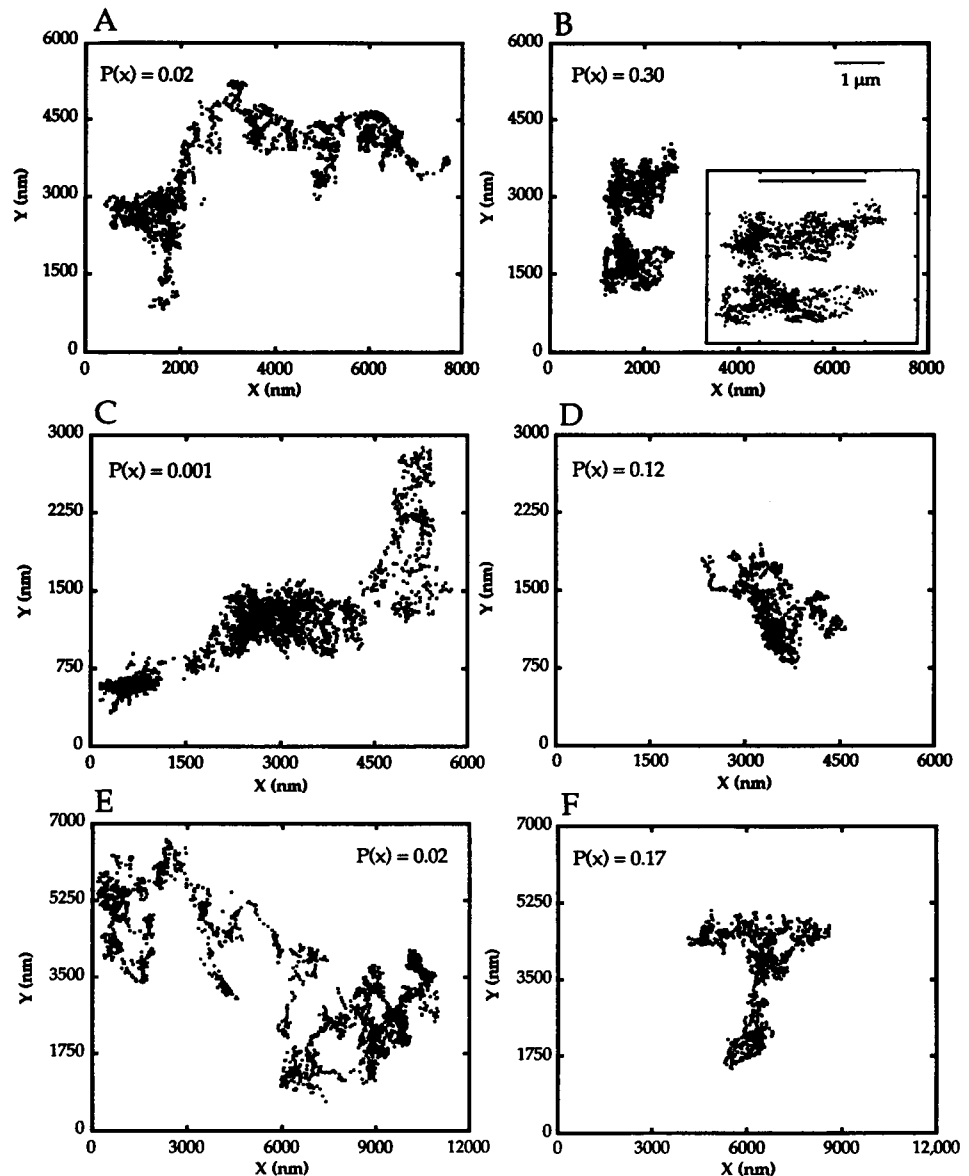 A
P(x) = 0.02
6000
4500
3000
1500
0
Y (nm)
0 2000 4000 6000 8000
X (nm)
B
P(x) = 0.30
1 μm
6000
4500
3000
1500
0
Y (nm)
0 2000 4000 6000 8000
X (nm)
C
P(x) = 0.001
3000
2250
1500
750
0
Y (nm)
0 1500 3000 4500 6000
X (nm)
D
P(x) = 0.12
3000
2250
1500
750
0
Y (nm)
0 1500 3000 4500 6000
X (nm)
E
P(x) = 0.02
7000
5250
3500
1750
0
Y (nm)
0 3000 6000 9000 12,000
X (nm)
F
P(x) = 0.17
7000
5250
3500
1750
0
Y (nm)
0 3000 6000 9000 12,000
X (nm)